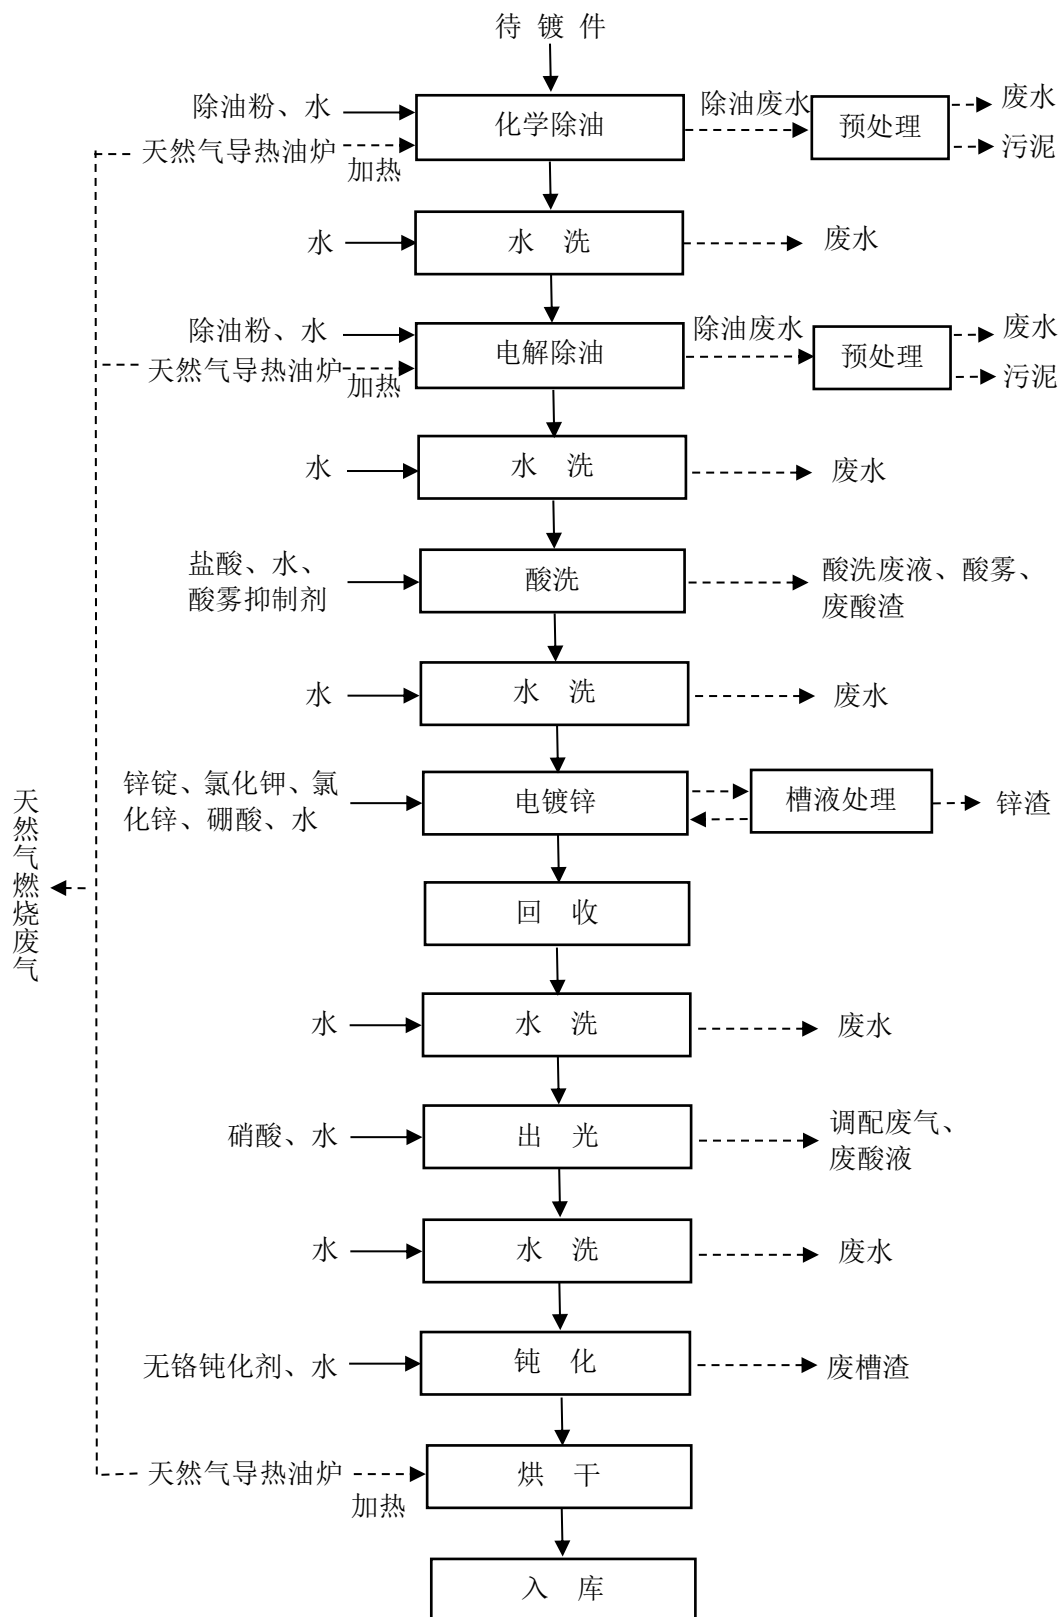 待 镀 件
除油粉、水
化学除油
除油废水
预处理
废水
污泥
天然气导热油炉
加热
水
水 洗
废水
除油粉、水
电解除油
除油废水
预处理
废水
污泥
天然气导热油炉
加热
水
水 洗
废水
盐酸、水、
酸雾抑制剂
酸洗
酸洗废液、酸雾、
废酸渣
水
水 洗
废水
锌锭、氯化钾、氯
化锌、硼酸、水
电镀锌
槽液处理
锌渣
天然气燃烧废气
回 收
水
水 洗
废水
硝酸、水
出 光
调配废气、
废酸液
水
水 洗
废水
无铬钝化剂、水
钝 化
废槽渣
天然气导热油炉
加热
烘 干
入 库